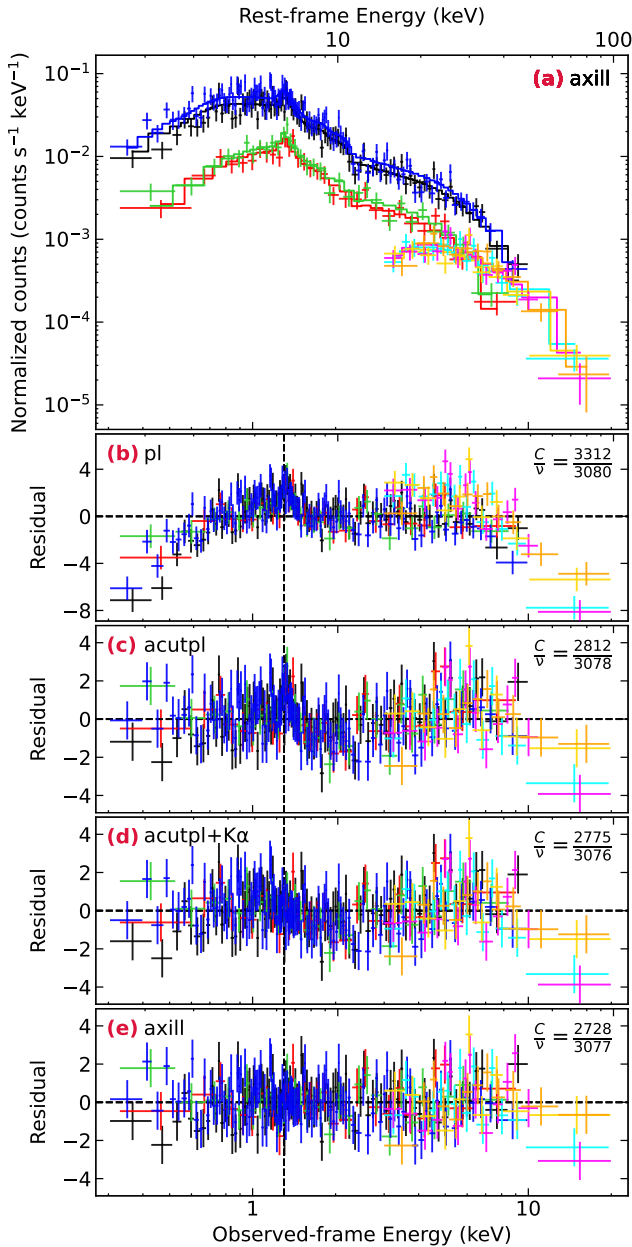 Rest-frame Energy (keV)
10 100
(a) axill
10⁻¹
10⁻²
10⁻³
10⁻⁴
10⁻⁵
Normalized counts (counts s⁻¹ keV⁻¹)
(b) pl
C/ν = 3312/3080
4
0
−4
−8
Residual
(c) acutpl
C/ν = 2812/3078
4
2
0
−2
−4
Residual
(d) acutpl+Kα
C/ν = 2775/3076
4
2
0
−2
−4
Residual
(e) axill
C/ν = 2728/3077
4
2
0
−2
−4
Residual
1 10
Observed-frame Energy (keV)